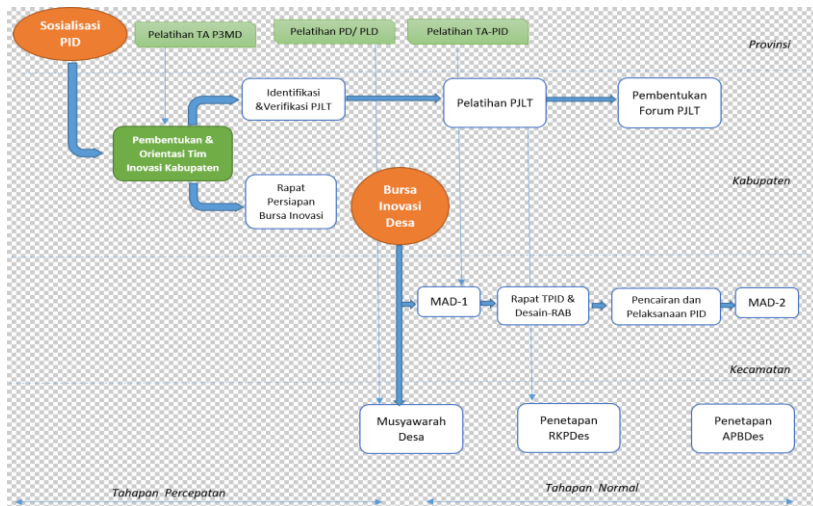 Sosialisasi
PID
Pelatihan TA P3MD
Pelatihan PD/ PLD
Pelatihan TA-PID
Provinsi
Identifikasi
&Verifikasi PJLT
Pelatihan PJLT
Pembentukan
Forum PJLT
Pembentukan &
Orientasi Tim
Inovasi Kabupaten
Rapat
Persiapan
Bursa Inovasi
Bursa
Inovasi
Desa
Kabupaten
MAD-1
Rapat TPID &
Desain-RAB
Pencairan dan
Pelaksanaan PID
MAD-2
Kecamatan
Musyawarah
Desa
Penetapan
RKPDes
Penetapan
APBDes
Tahapan Percepatan
Tahapan Normal